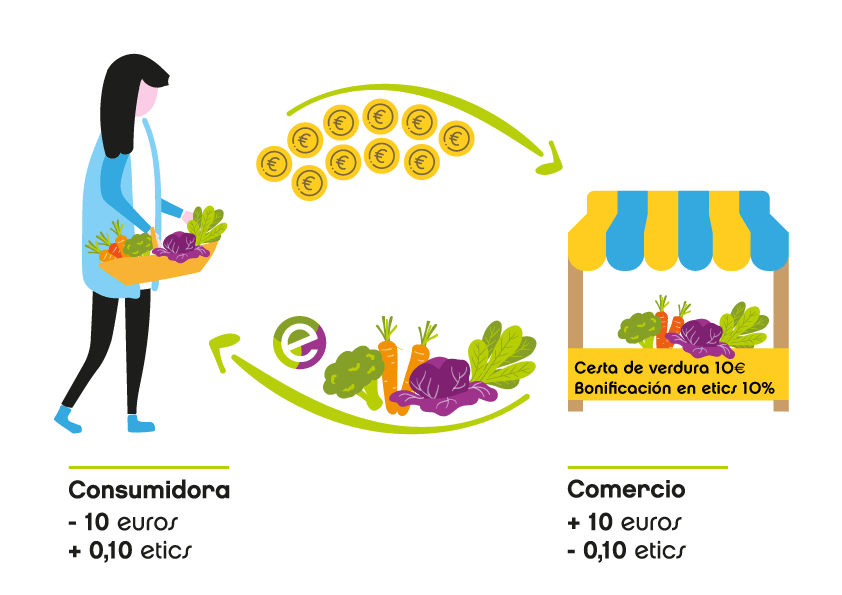 Cesta de verdura 10€
Bonificación en etics 10%
Consumidora
- 10 euros
+ 0,10 etics
Comercio
+ 10 euros
- 0,10 etics